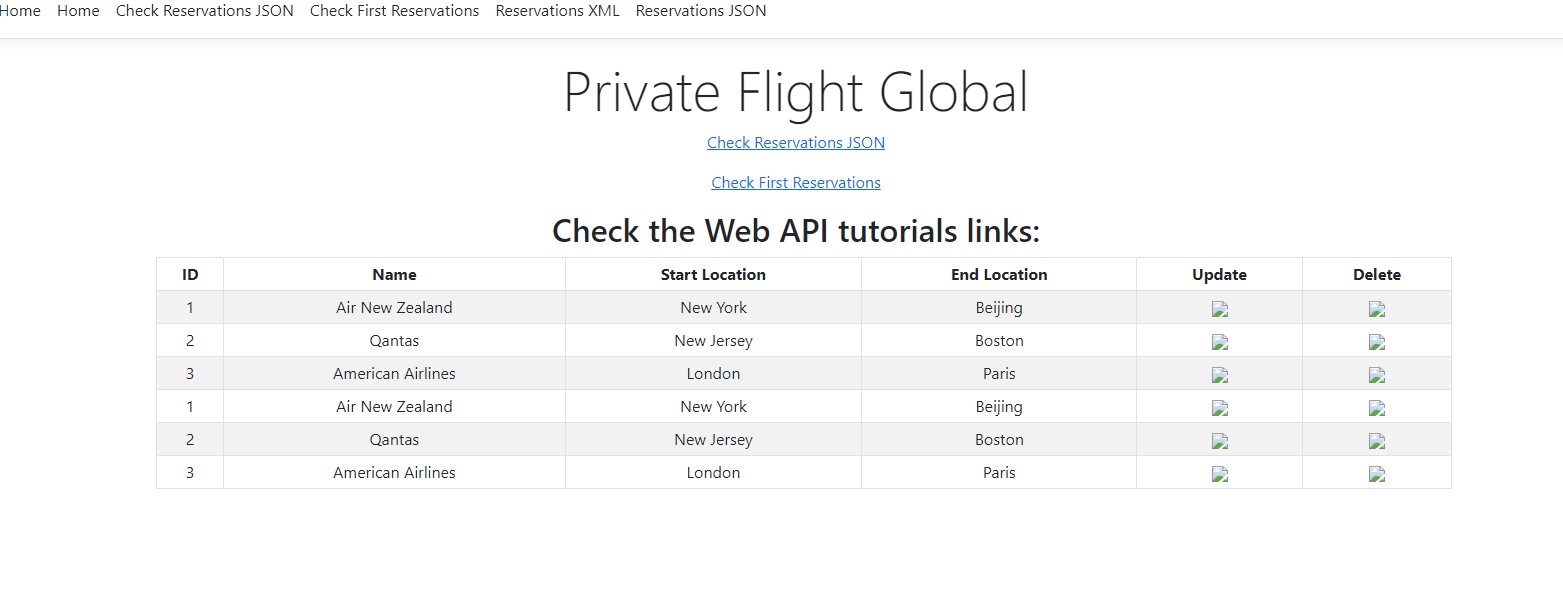 Home Home Check Reservations JSON Check First Reservations Reservations XML Reservations JSON
Private Flight Global
Check Reservations JSON
Check First Reservations
Check the Web API tutorials links:
ID Name Start Location End Location Update Delete
1 Air New Zealand New York Beijing
2 Qantas New Jersey Boston
3 American Airlines London Paris
1 Air New Zealand New York Beijing
2 Qantas New Jersey Boston
3 American Airlines London Paris